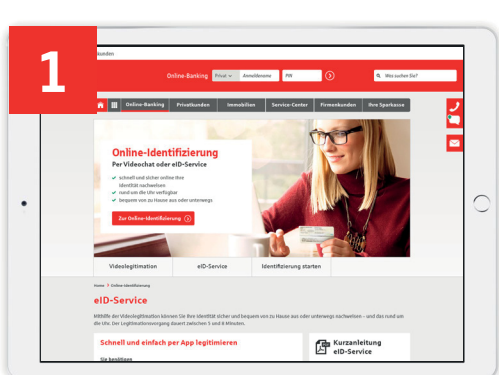 1
kunden
Online-Banking Privat Anmeldename PIN Was suchen Sie?
Online-Banking Privatkunden Immobilien Service-Center Firmenkunden Ihre Sparkasse
Online-Identifizierung
Per Videochat oder eID-Service
schnell und sicher online Ihre
Identität nachweisen
rund um die Uhr verfügbar
bequem von zu Hause aus oder unterwegs
Zur Online-Identifizierung
Videolegitimation eID-Service Identifizierung starten
Home Online-Identifizierung
eID-Service
Mithilfe der Videolegitimation können Sie Ihre Identität sicher und bequem von zu Hause aus oder unterwegs nachweisen – und das rund um
die Uhr. Der Legitimationsvorgang dauert zwischen 5 und 8 Minuten.
Schnell und einfach per App legitimieren
Sie benötigen
Kurzanleitung
eID-Service